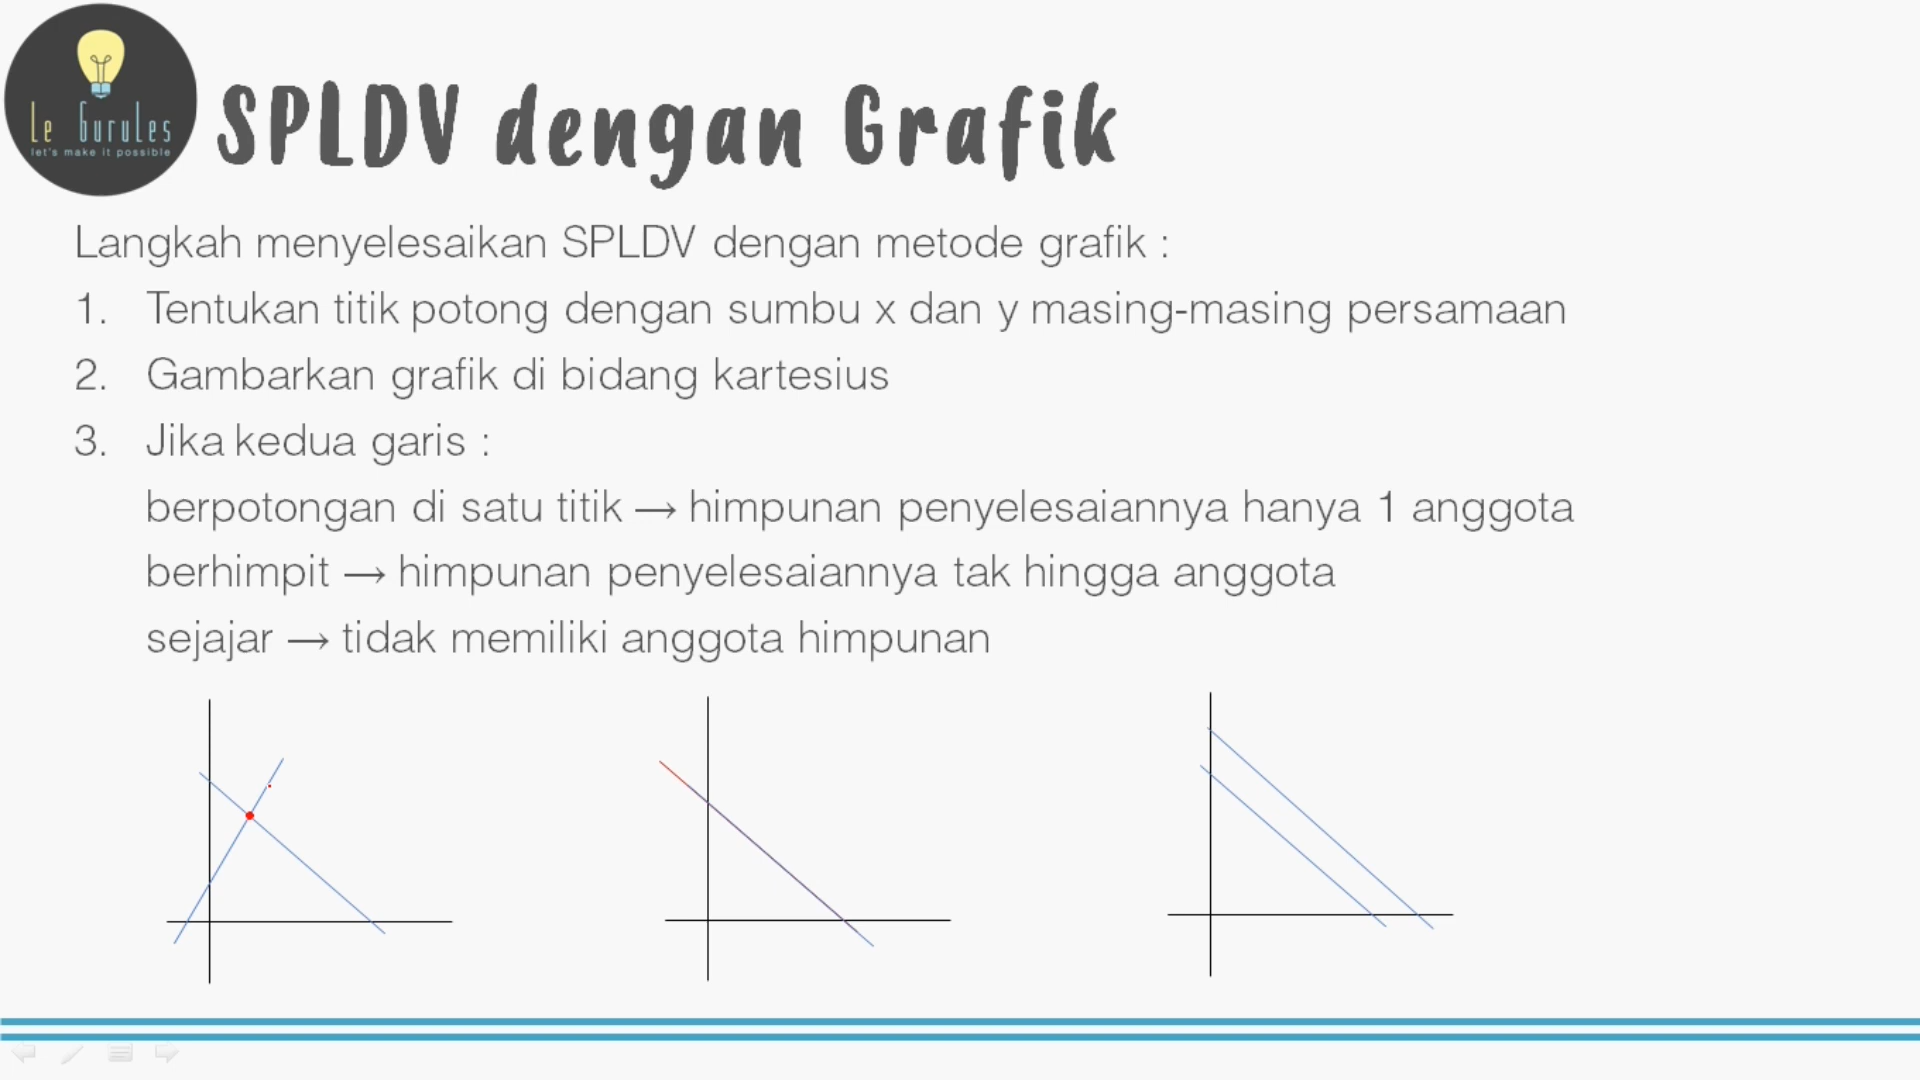 Le GuruLes
let's make it possible
SPLDV dengan Grafik
Langkah menyelesaikan SPLDV dengan metode grafik :
1. Tentukan titik potong dengan sumbu x dan y masing-masing persamaan
2. Gambarkan grafik di bidang kartesius
3. Jika kedua garis :
berpotongan di satu titik → himpunan penyelesaiannya hanya 1 anggota
berhimpit → himpunan penyelesaiannya tak hingga anggota
sejajar → tidak memiliki anggota himpunan